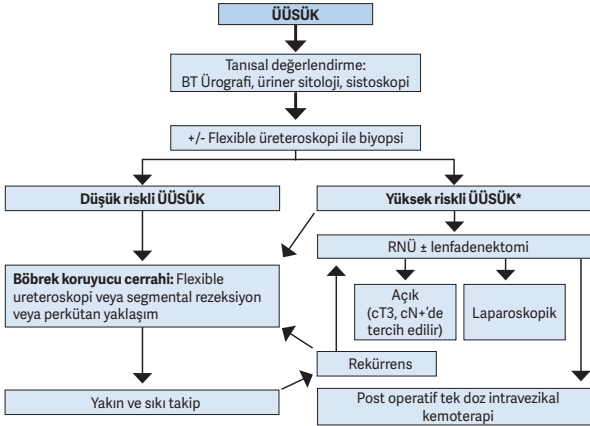 ÜÜSÜK
Tanısal değerlendirme:
BT Ürografi, üriner sitoloji, sistoskopi
+/- Flexible üreteroskopi ile biyopsi
Düşük riskli ÜÜSÜK
Yüksek riskli ÜÜSÜK*
RNÜ ± lenfadenektomi
Böbrek koruyucu cerrahi: Flexible
ureteroskopi veya segmental rezeksiyon
veya perkütan yaklaşım
Açık
(cT3, cN+'de
tercih edilir)
Laparoskopik
Rekürrens
Yakın ve sıkı takip
Post operatif tek doz intravezikal
kemoterapi